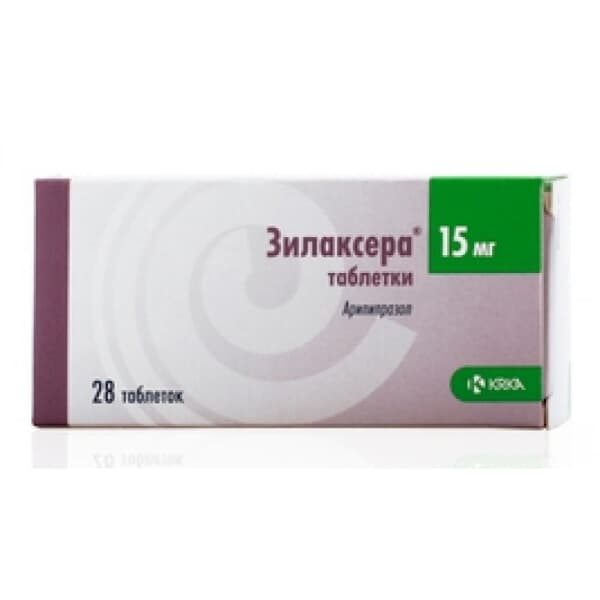 Зилаксера®
15 мг
таблетки
Арипипразол
28 таблеток
KRKA